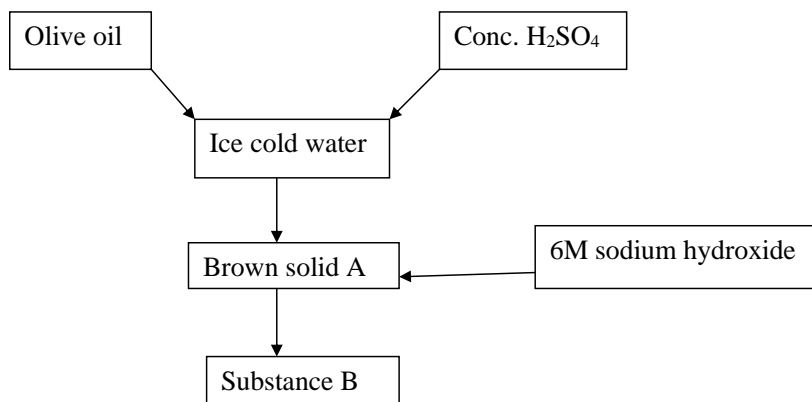 Olive oil
Conc. H₂SO₄
Ice cold water
6M sodium hydroxide
Brown solid A
Substance B